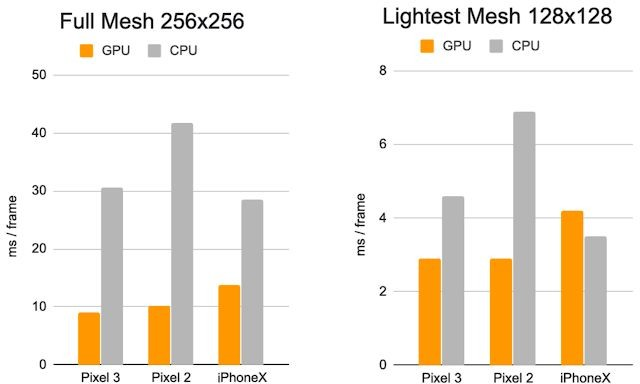 Full Mesh 256x256
GPU CPU
50
40
30
20
10
0
ms / frame
Pixel 3 Pixel 2 iPhoneX
Lightest Mesh 128x128
GPU CPU
8
6
4
2
0
ms / frame
Pixel 3 Pixel 2 iPhoneX